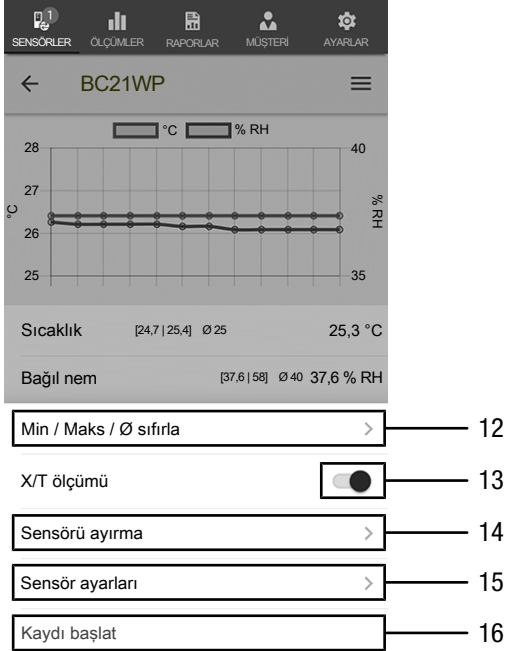 1
SENSÖRLER ÖLÇÜMLER RAPORLAR MÜŞTERİ AYARLAR
BC21WP
°C % RH
28 40
27
°C % RH
26
25 35
Sıcaklık [24,7 | 25,4] Ø 25 25,3 °C
Bağıl nem [37,6 | 58] Ø 40 37,6 % RH
Min / Maks / Ø sıfırla 12
X/T ölçümü 13
Sensörü ayırma 14
Sensör ayarları 15
Kaydı başlat 16